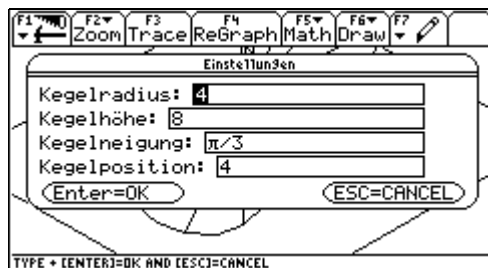 F1 F2 Zoom F3 Trace F4 ReGraph F5 Math F6 Draw F7
Einstellungen
Kegelradius: 4
Kegelhöhe: 8
Kegelneigung: π/3
Kegelposition: 4
Enter=OK ESC=CANCEL
TYPE + [ENTER]=OK AND [ESC]=CANCEL